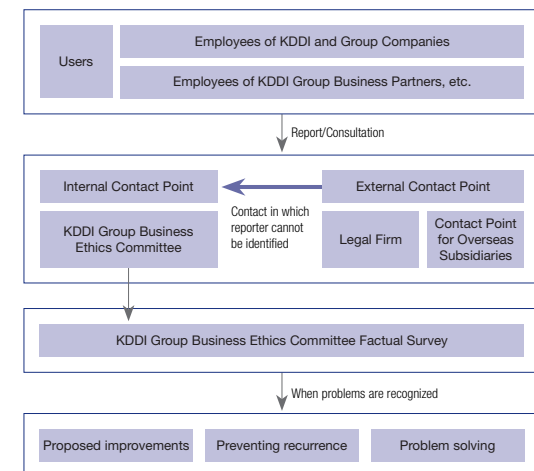 Users
Employees of KDDI and Group Companies
Employees of KDDI Group Business Partners, etc.
Report/Consultation
Internal Contact Point
External Contact Point
Contact in which
reporter cannot
be identified
KDDI Group Business
Ethics Committee
Legal Firm
Contact Point
for Overseas
Subsidiaries
KDDI Group Business Ethics Committee Factual Survey
When problems are recognized
Proposed improvements
Preventing recurrence
Problem solving